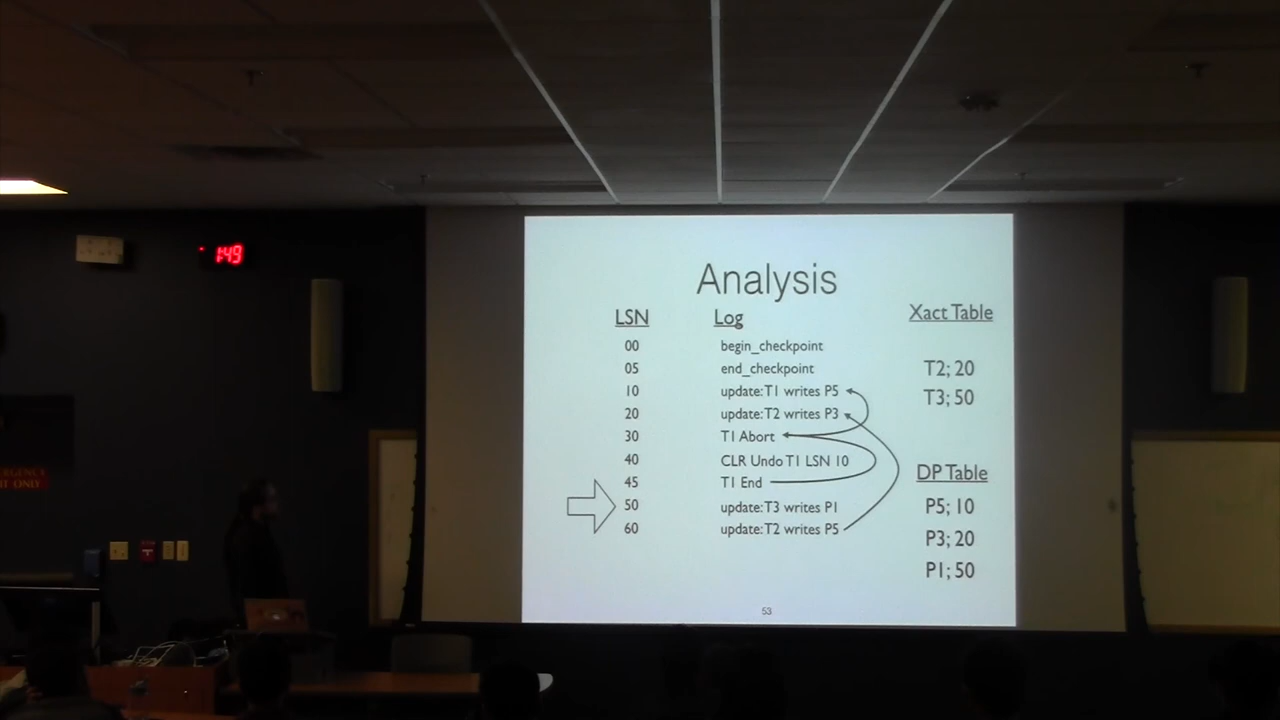 1:49
Analysis
LSN Log Xact Table
00 begin_checkpoint
05 end_checkpoint T2; 20
10 update: T1 writes P5 T3; 50
20 update: T2 writes P3
30 T1 Abort
40 CLR Undo T1 LSN 10 DP Table
45 T1 End
50 update: T3 writes P1 P5; 10
60 update: T2 writes P5 P3; 20
P1; 50
53